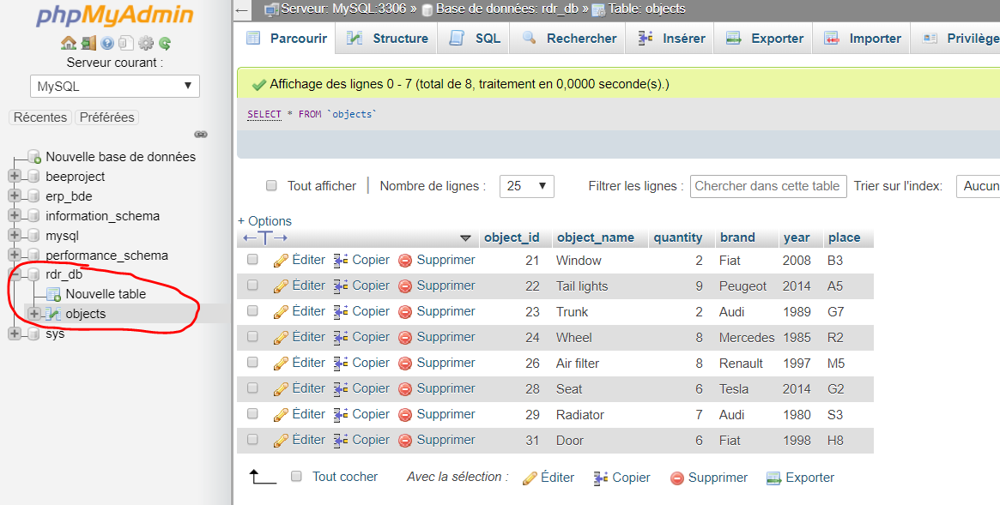 phpMyAdmin
Serveur courant :
MySQL
Récentes Préférées
Nouvelle base de données
beeproject
erp_bde
information_schema
mysql
performance_schema
rdr_db
Nouvelle table
objects
sys
Serveur: MySQL:3306 » Base de données: rdr_db » Table: objects
Parcourir Structure SQL Rechercher Insérer Exporter Importer Privilège
Affichage des lignes 0 - 7 (total de 8, traitement en 0,0000 seconde(s).)
SELECT * FROM `objects`
Tout afficher Nombre de lignes : 25 Filtrer les lignes : Chercher dans cette table Trier sur l'index: Aucun
+ Options
object_id object_name quantity brand year place
Éditer Copier Supprimer 21 Window 2 Fiat 2008 B3
Éditer Copier Supprimer 22 Tail lights 9 Peugeot 2014 A5
Éditer Copier Supprimer 23 Trunk 2 Audi 1989 G7
Éditer Copier Supprimer 24 Wheel 8 Mercedes 1985 R2
Éditer Copier Supprimer 26 Air filter 8 Renault 1997 M5
Éditer Copier Supprimer 28 Seat 6 Tesla 2014 G2
Éditer Copier Supprimer 29 Radiator 7 Audi 1980 S3
Éditer Copier Supprimer 31 Door 6 Fiat 1998 H8
Tout cocher Avec la sélection : Éditer Copier Supprimer Exporter